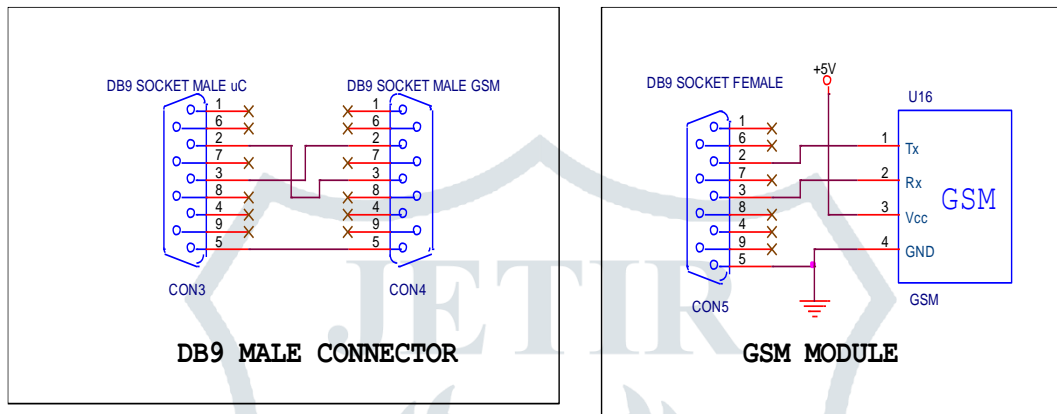 DB9 SOCKET MALE uC
1
6
2
7
3
8
4
9
5
CON3
DB9 SOCKET MALE GSM
1
6
2
7
3
8
4
9
5
CON4
DB9 MALE CONNECTOR
DB9 SOCKET FEMALE
1
6
2
7
3
8
4
9
5
CON5
+5V
U16
1 Tx
2 Rx
3 Vcc
4 GND
GSM
GSM
GSM MODULE
JETIR